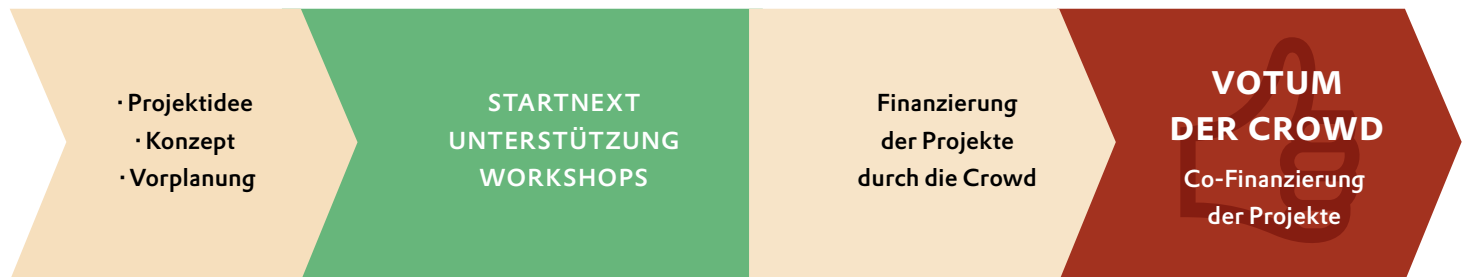 · Projektidee
· Konzept
· Vorplanung
STARTNEXT
UNTERSTÜTZUNG
WORKSHOPS
Finanzierung
der Projekte
durch die Crowd
VOTUM
DER CROWD
Co-Finanzierung
der Projekte